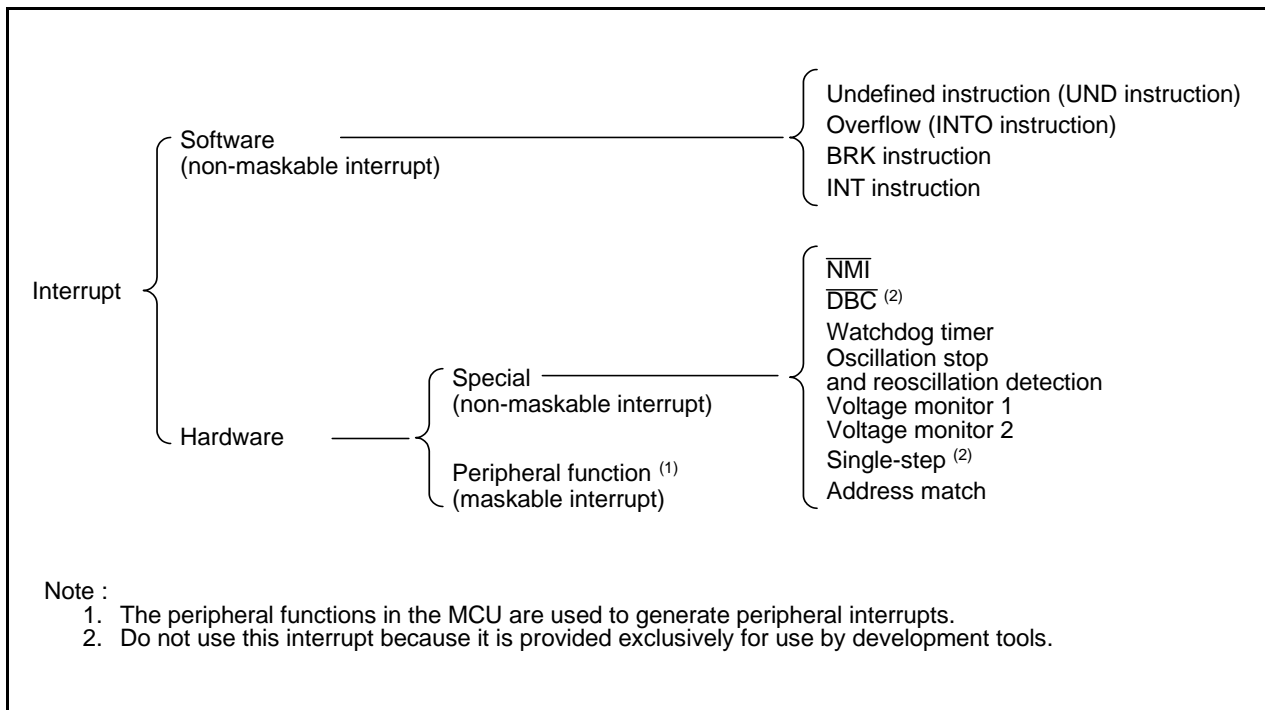 Interrupt
Software
(non-maskable interrupt)
Undefined instruction (UND instruction)
Overflow (INTO instruction)
BRK instruction
INT instruction
Hardware
Special
(non-maskable interrupt)
N̅M̅I̅
D̅B̅C̅ (2)
Watchdog timer
Oscillation stop
and reoscillation detection
Voltage monitor 1
Voltage monitor 2
Single-step (2)
Address match
Peripheral function (1)
(maskable interrupt)
Note :
1. The peripheral functions in the MCU are used to generate peripheral interrupts.
2. Do not use this interrupt because it is provided exclusively for use by development tools.